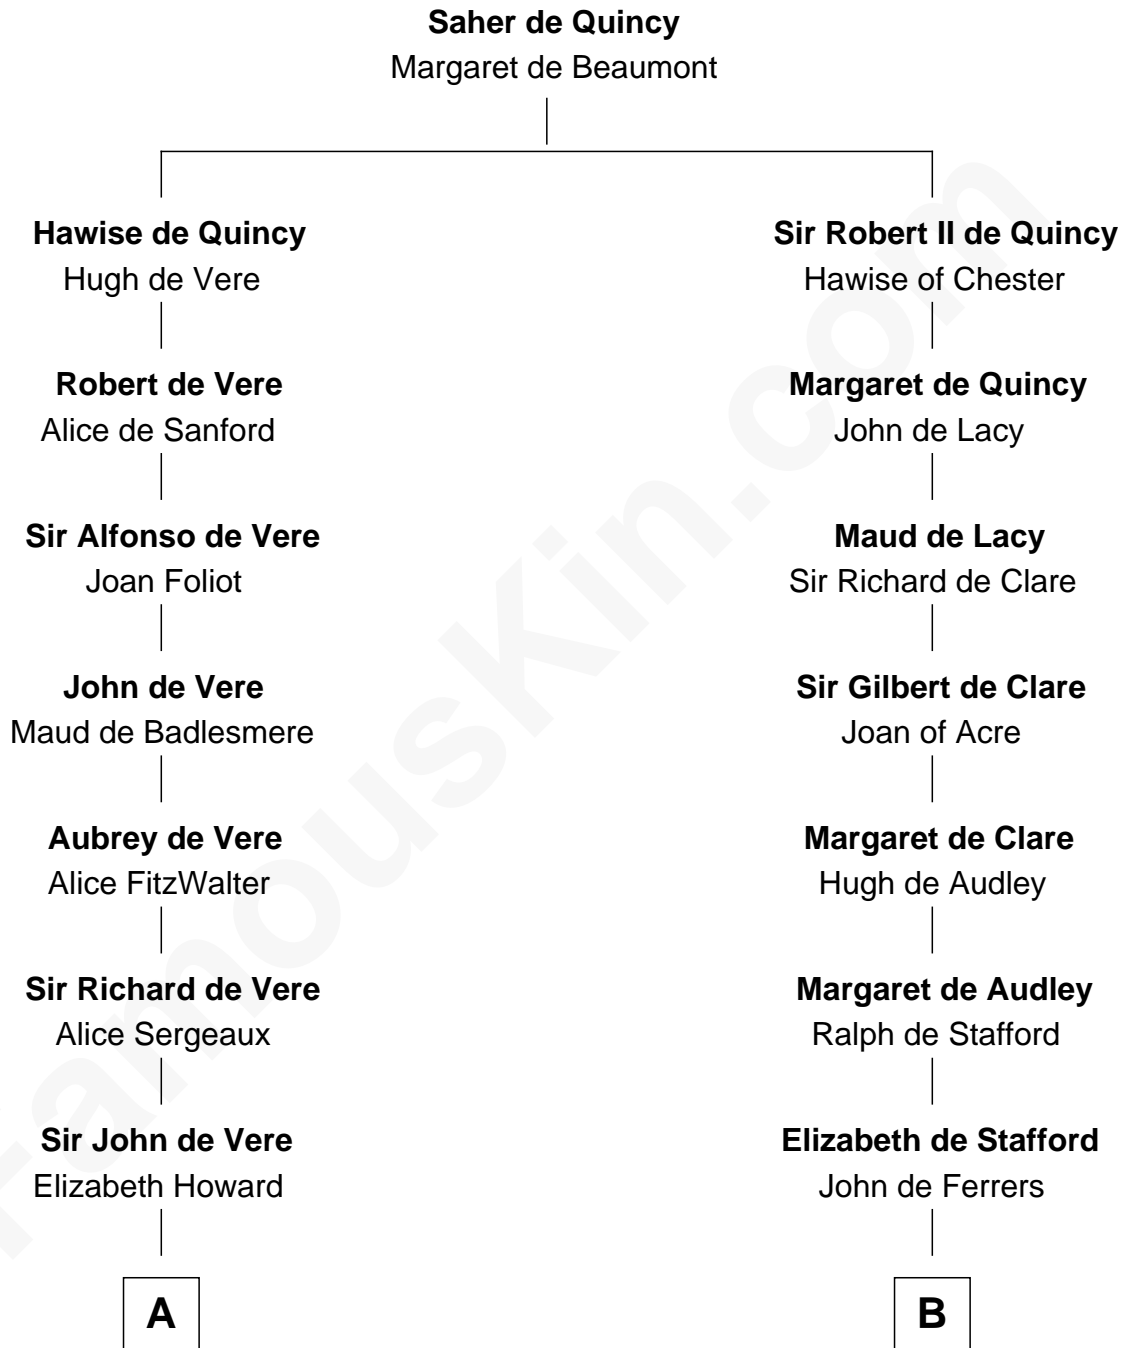 Saher de Quincy
Margaret de Beaumont
Hawise de Quincy
Hugh de Vere
Sir Robert II de Quincy
Hawise of Chester
Robert de Vere
Alice de Sanford
Margaret de Quincy
John de Lacy
Sir Alfonso de Vere
Joan Foliot
Maud de Lacy
Sir Richard de Clare
John de Vere
Maud de Badlesmere
Sir Gilbert de Clare
Joan of Acre
Aubrey de Vere
Alice FitzWalter
Margaret de Clare
Hugh de Audley
Sir Richard de Vere
Alice Sergeaux
Margaret de Audley
Ralph de Stafford
Sir John de Vere
Elizabeth Howard
Elizabeth de Stafford
John de Ferrers
A
B
FamousKin.com